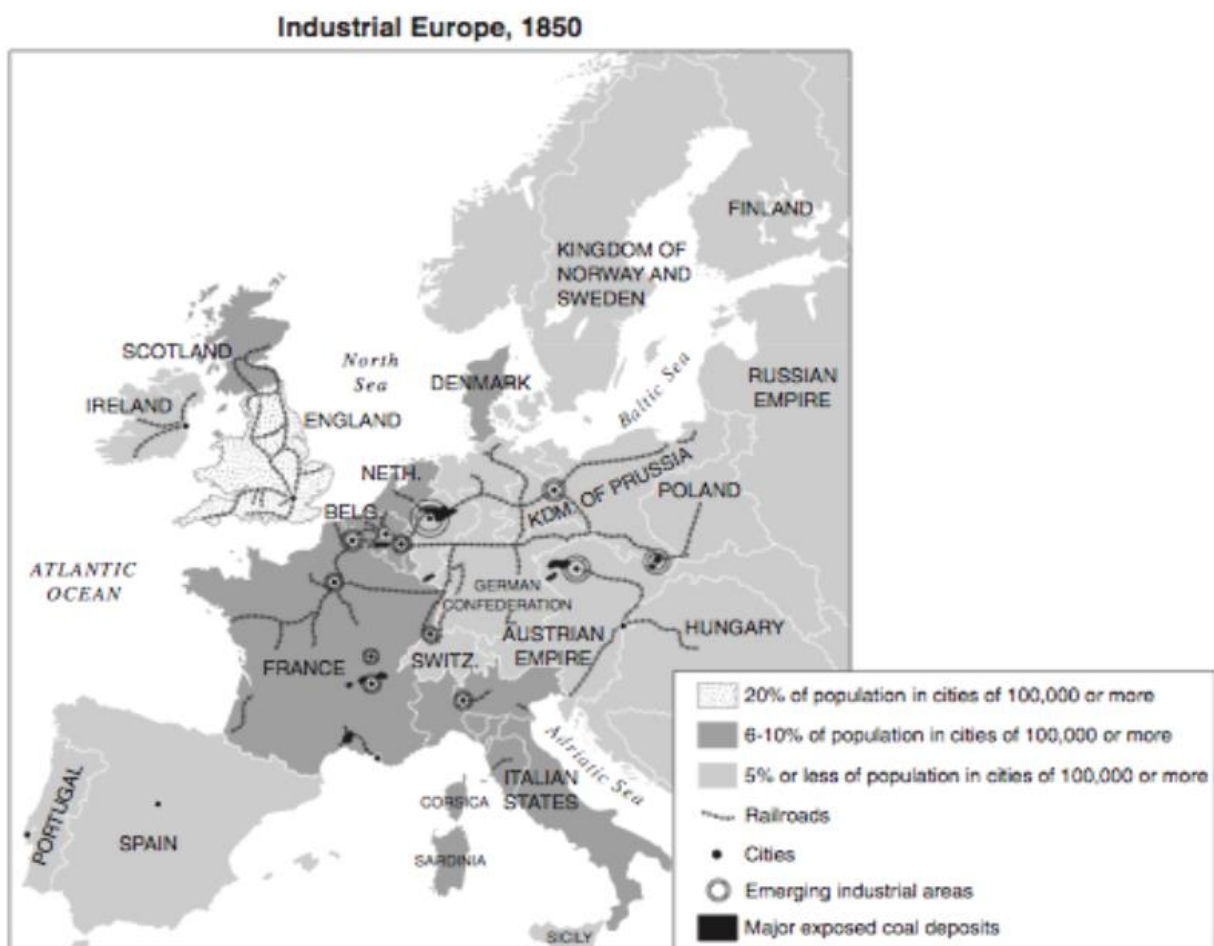 Industrial Europe, 1850
FINLAND
KINGDOM OF
NORWAY AND
SWEDEN
SCOTLAND
North
Sea
DENMARK
Baltic Sea
RUSSIAN
EMPIRE
IRELAND
ENGLAND
NETH.
KDM. OF PRUSSIA
POLAND
BELG.
ATLANTIC
OCEAN
GERMAN
CONFEDERATION
AUSTRIAN
EMPIRE
HUNGARY
FRANCE
SWITZ.
Adriatic Sea
ITALIAN
STATES
CORSICA
PORTUGAL
SPAIN
SARDINIA
SICILY
20% of population in cities of 100,000 or more
6-10% of population in cities of 100,000 or more
5% or less of population in cities of 100,000 or more
Railroads
Cities
Emerging industrial areas
Major exposed coal deposits